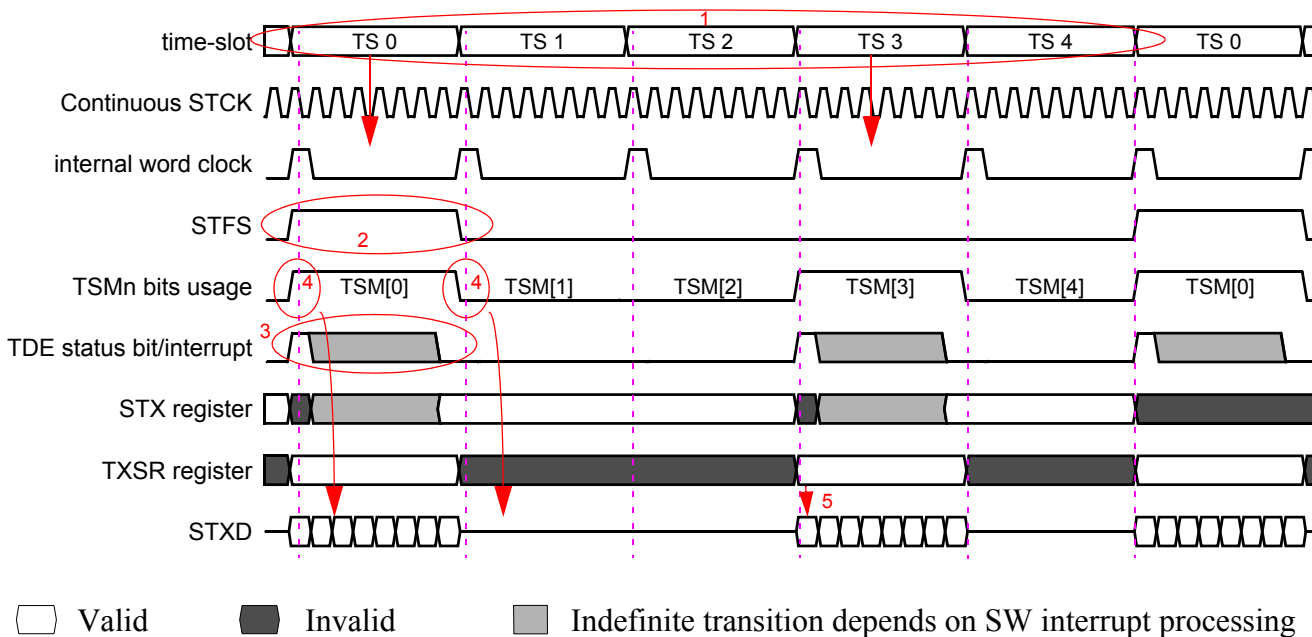 1
time-slot TS 0 TS 1 TS 2 TS 3 TS 4 TS 0
Continuous STCK
internal word clock
STFS 2
TSMn bits usage 4 TSM[0] 4 TSM[1] TSM[2] TSM[3] TSM[4] TSM[0]
3
TDE status bit/interrupt
STX register
TXSR register
5
STXD
Valid Invalid Indefinite transition depends on SW interrupt processing